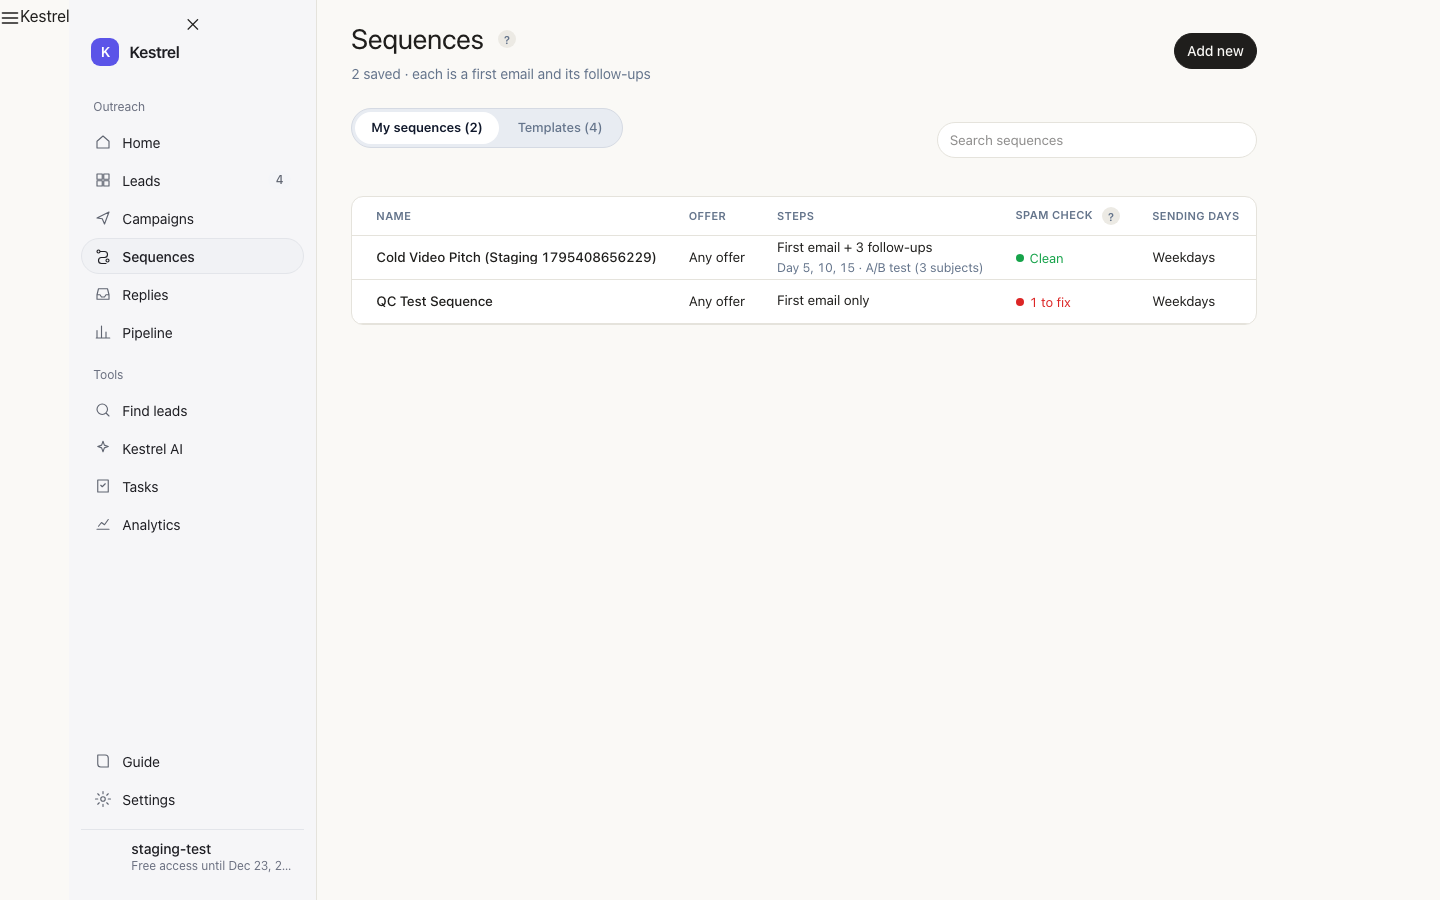 Kestrel
K Kestrel
Outreach
Home
Leads 4
Campaigns
Sequences
Replies
Pipeline
Tools
Find leads
Kestrel AI
Tasks
Analytics
Guide
Settings
staging-test
Free access until Dec 23, 2...
Sequences ?
2 saved · each is a first email and its follow-ups
Add new
My sequences (2) Templates (4)
Search sequences
NAME OFFER STEPS SPAM CHECK ? SENDING DAYS
Cold Video Pitch (Staging 1795408656229) Any offer First email + 3 follow-ups Clean Weekdays
Day 5, 10, 15 · A/B test (3 subjects)
QC Test Sequence Any offer First email only 1 to fix Weekdays